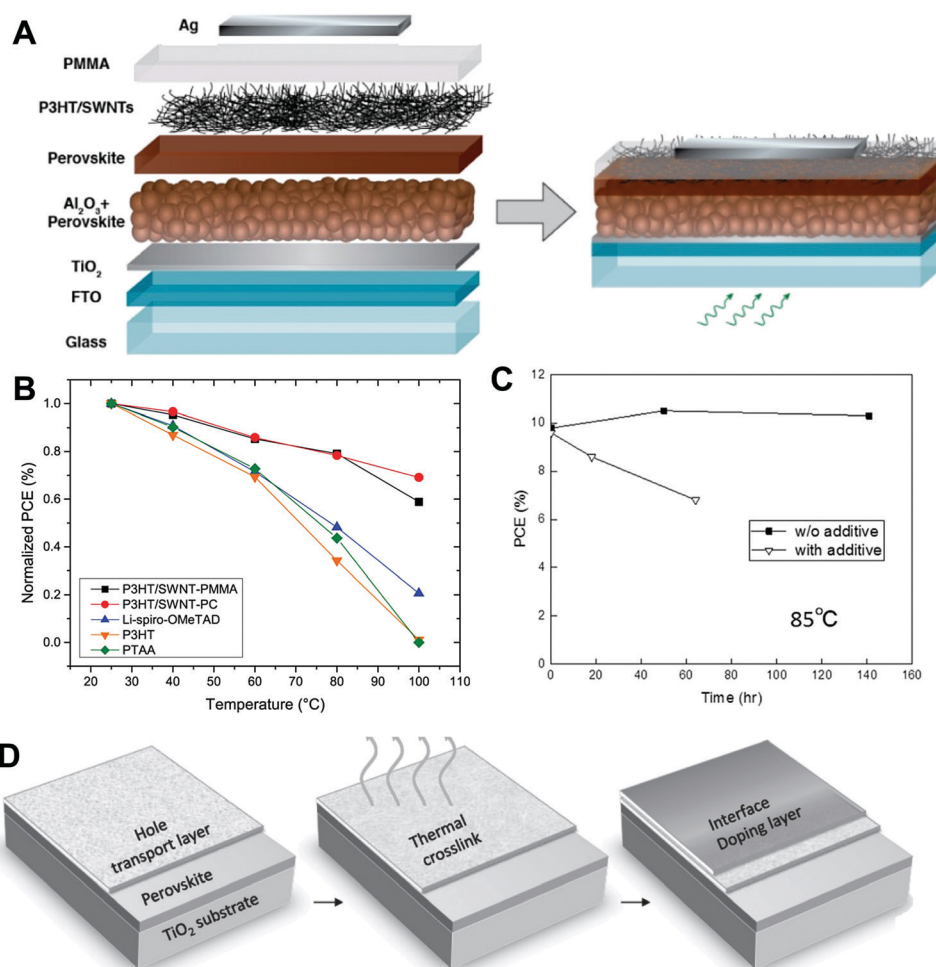 A
Ag
PMMA
P3HT/SWNTs
Perovskite
Al₂O₃+
Perovskite
TiO₂
FTO
Glass
B
Normalized PCE (%)
1.0
0.8
0.6
0.4
0.2
0.0
P3HT/SWNT-PMMA
P3HT/SWNT-PC
Li-spiro-OMeTAD
P3HT
PTAA
20 30 40 50 60 70 80 90 100 110
Temperature (°C)
C
PCE (%)
12
10
8
6
4
2
0
w/o additive
with additive
85°C
0 20 40 60 80 100 120 140 160
Time (hr)
D
Hole
transport layer
Perovskite
TiO₂ substrate
Thermal
crosslink
Interface
Doping layer